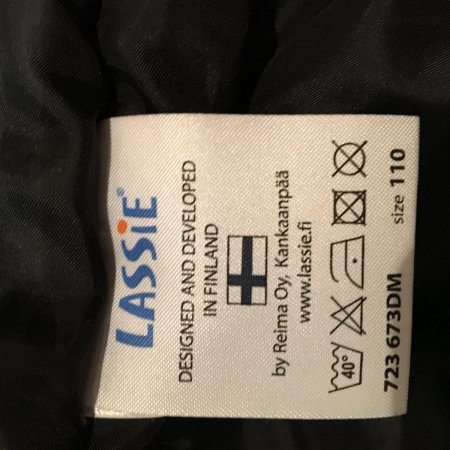 LASSIE®
DESIGNED AND DEVELOPED
IN FINLAND
by Reima Oy, Kankaanpää
www.lassie.fi
40°
723 673DM size 110